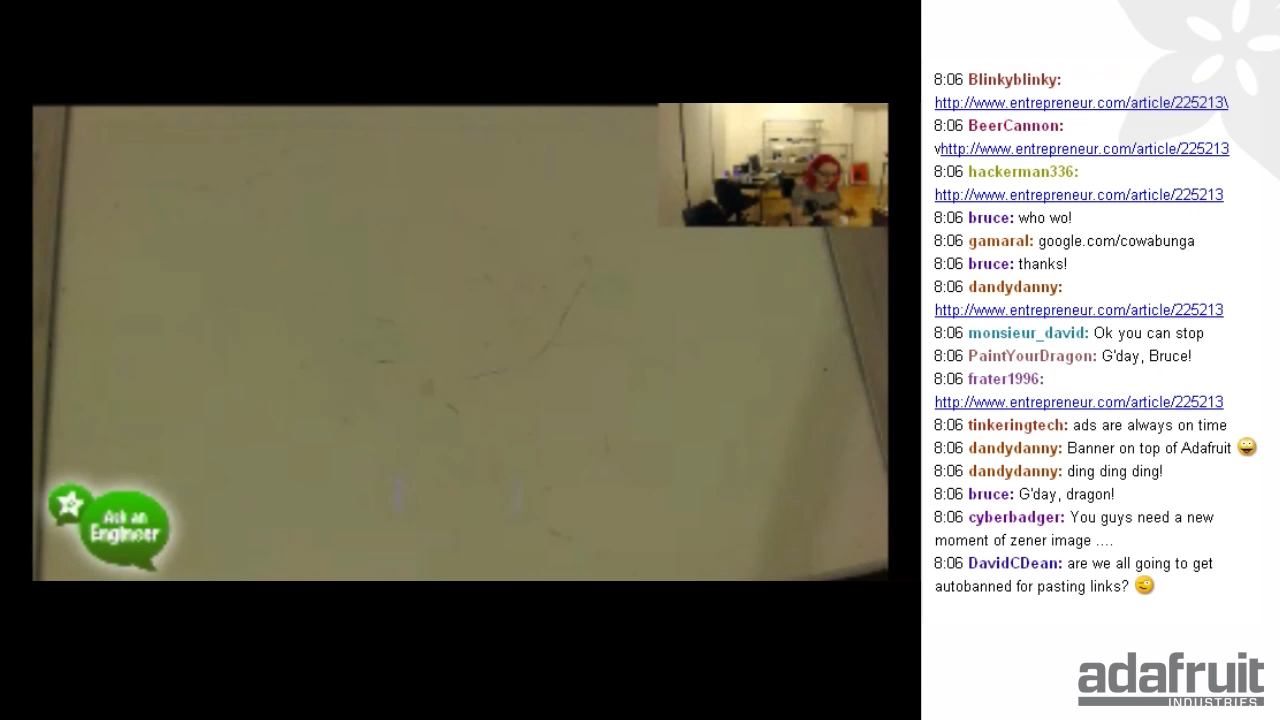 Ask an
Engineer
8:06 Blinkyblinky:
http://www.entrepreneur.com/article/225213\
8:06 BeerCannon:
vhttp://www.entrepreneur.com/article/225213
8:06 hackerman336:
http://www.entrepreneur.com/article/225213
8:06 bruce: who wo!
8:06 gamaral: google.com/cowabunga
8:06 bruce: thanks!
8:06 dandydanny:
http://www.entrepreneur.com/article/225213
8:06 monsieur_david: Ok you can stop
8:06 PaintYourDragon: G'day, Bruce!
8:06 frater1996:
http://www.entrepreneur.com/article/225213
8:06 tinkeringtech: ads are always on time
8:06 dandydanny: Banner on top of Adafruit
8:06 dandydanny: ding ding ding!
8:06 bruce: G'day, dragon!
8:06 cyberbadger: You guys need a new
moment of zener image ....
8:06 DavidCDean: are we all going to get
autobanned for pasting links?
adafruit
INDUSTRIES